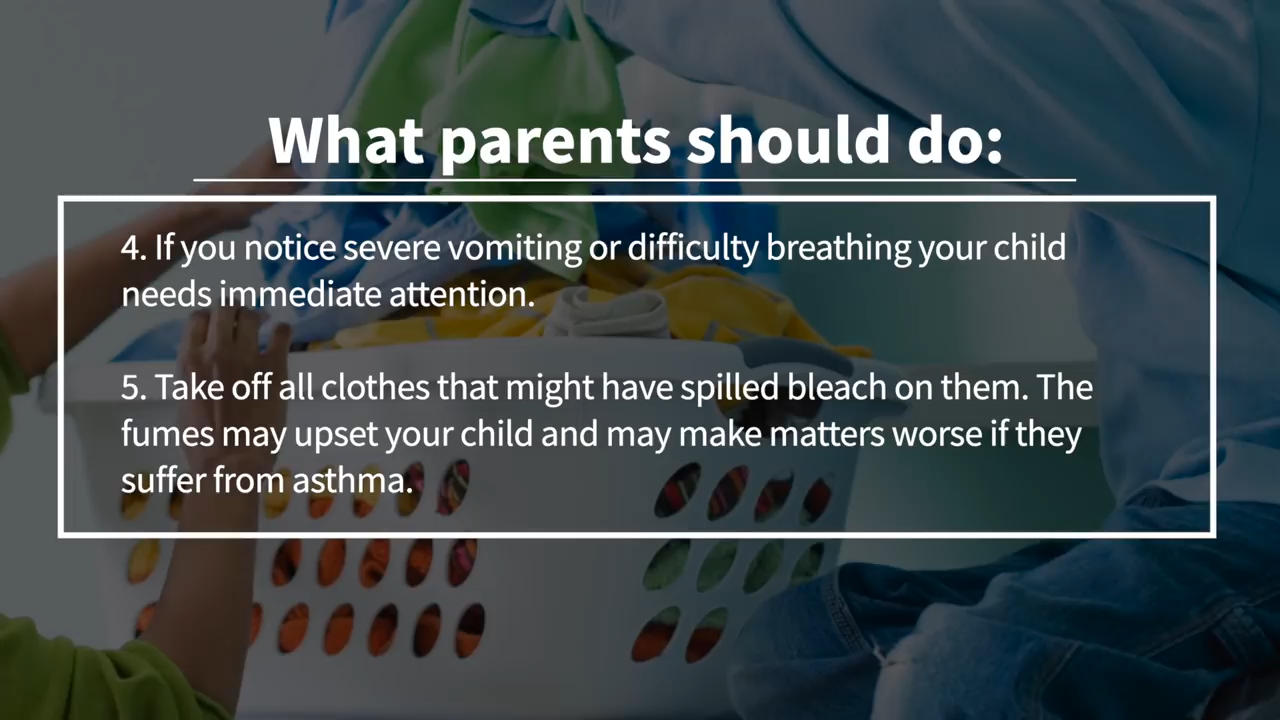 What parents should do:
4. If you notice severe vomiting or difficulty breathing your child
needs immediate attention.
5. Take off all clothes that might have spilled bleach on them. The
fumes may upset your child and may make matters worse if they
suffer from asthma.